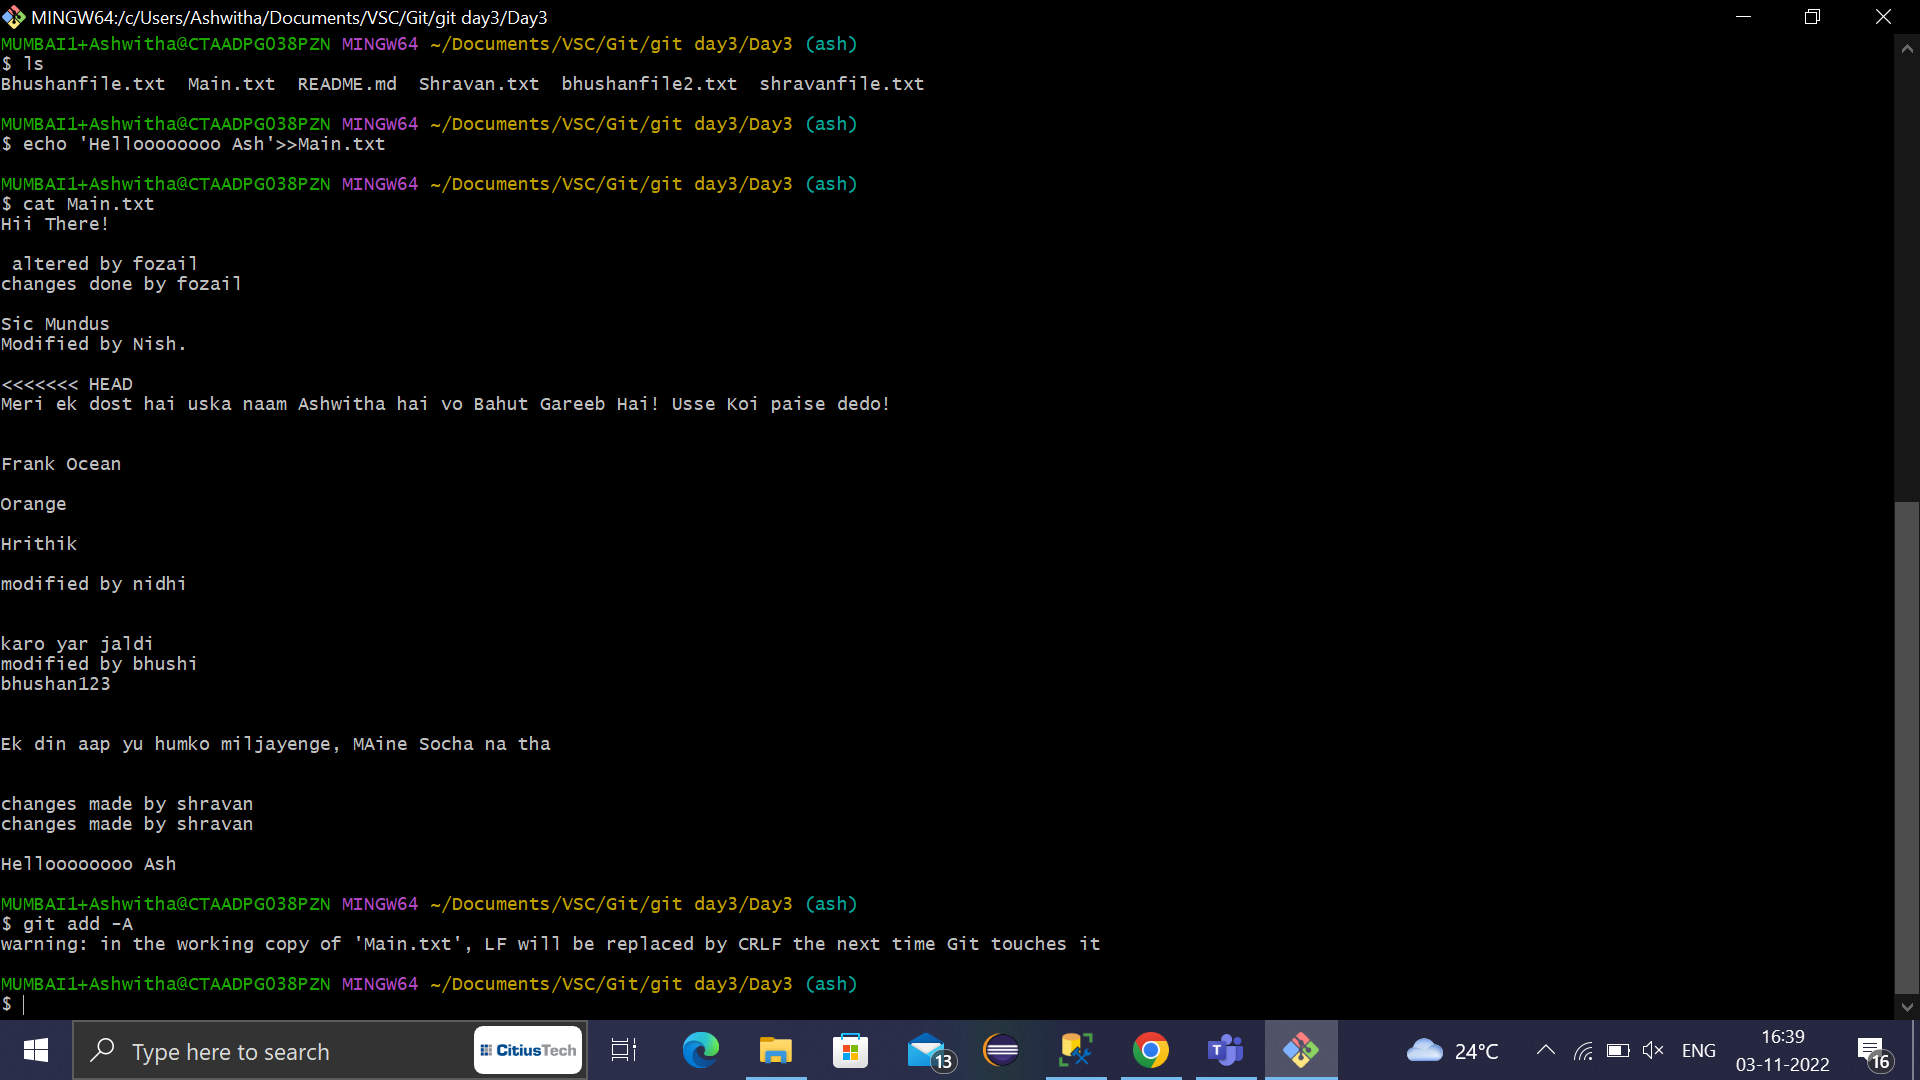 MINGW64:/c/Users/Ashwitha/Documents/VSC/Git/git day3/Day3
MUMBAI1+Ashwitha@CTAADPG038PZN MINGW64 ~/Documents/VSC/Git/git day3/Day3 (ash)
$ ls
Bhushanfile.txt  Main.txt  README.md  Shravan.txt  bhushanfile2.txt  shravanfile.txt
MUMBAI1+Ashwitha@CTAADPG038PZN MINGW64 ~/Documents/VSC/Git/git day3/Day3 (ash)
$ echo 'Helloooooooo Ash'>>Main.txt
MUMBAI1+Ashwitha@CTAADPG038PZN MINGW64 ~/Documents/VSC/Git/git day3/Day3 (ash)
$ cat Main.txt
Hii There!
altered by fozail
changes done by fozail
Sic Mundus
Modified by Nish.
<<<<<<< HEAD
Meri ek dost hai uska naam Ashwitha hai vo Bahut Gareeb Hai! Usse Koi paise dedo!
Frank Ocean
Orange
Hrithik
modified by nidhi
karo yar jaldi
modified by bhushi
bhushan123
Ek din aap yu humko miljayenge, MAine Socha na tha
changes made by shravan
changes made by shravan
Helloooooooo Ash
MUMBAI1+Ashwitha@CTAADPG038PZN MINGW64 ~/Documents/VSC/Git/git day3/Day3 (ash)
$ git add -A
warning: in the working copy of 'Main.txt', LF will be replaced by CRLF the next time Git touches it
MUMBAI1+Ashwitha@CTAADPG038PZN MINGW64 ~/Documents/VSC/Git/git day3/Day3 (ash)
$
Type here to search
CitiusTech
13
24°C
ENG
16:39
03-11-2022
16